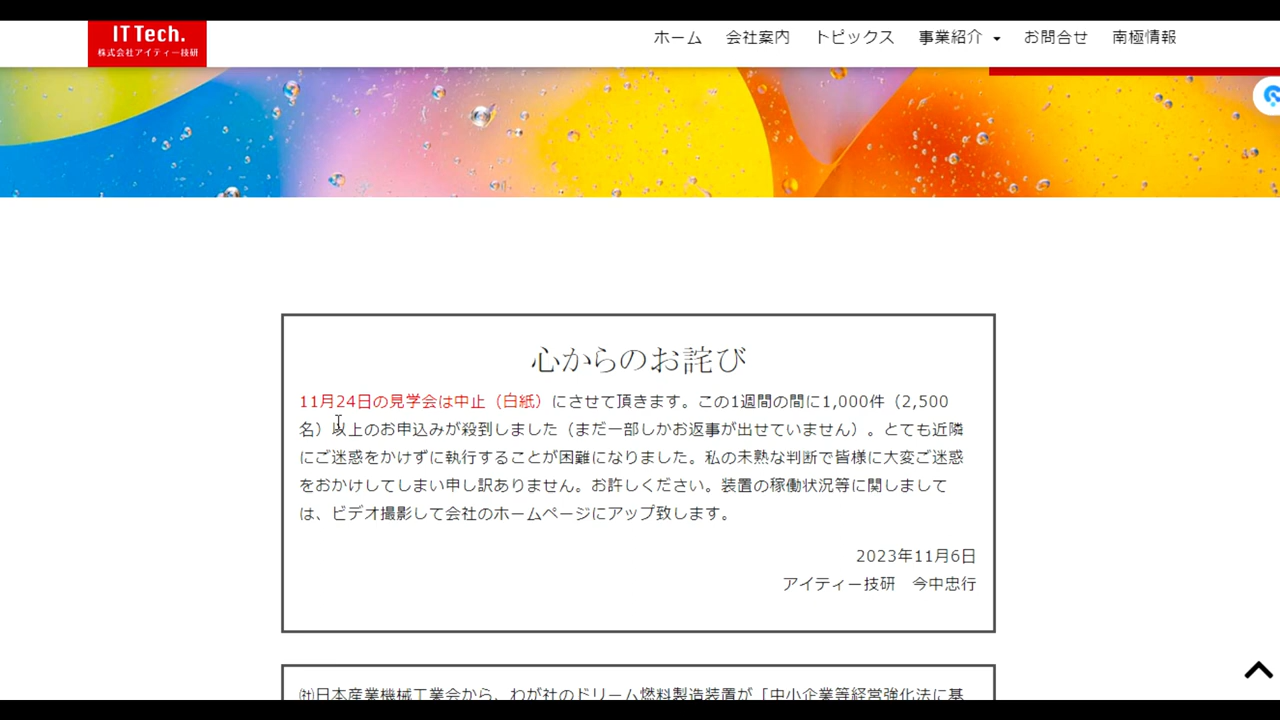 IT Tech.
株式会社アイティー技研
ホーム 会社案内 トピックス 事業紹介 お問合せ 南極情報
心からのお詫び
11月24日の見学会は中止（白紙）にさせて頂きます。この1週間の間に1,000件（2,500
名）以上のお申込みが殺到しました（まだ一部しかお返事が出せていません）。とても近隣
にご迷惑をかけずに執行することが困難になりました。私の未熟な判断で皆様に大変ご迷惑
をおかけしてしまい申し訳ありません。お許しください。装置の稼働状況等に関しまして
は、ビデオ撮影して会社のホームページにアップ致します。
2023年11月6日
アイティー技研　今中忠行
㈳日本産業機械工業会から、わが社のドリーム燃料製造装置が「中小企業等経営強化法に基